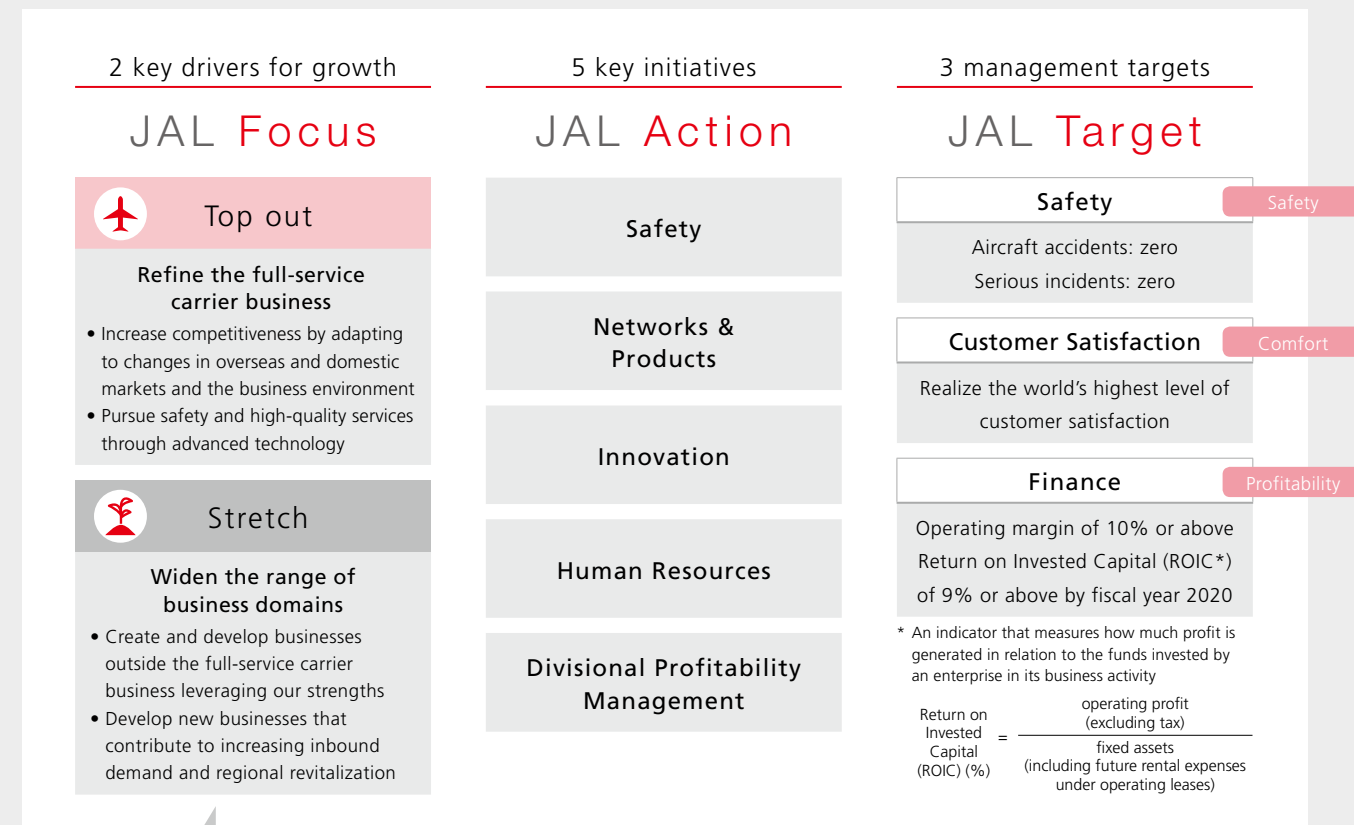 2 key drivers for growth
JAL Focus
Top out
Refine the full-service
carrier business
• Increase competitiveness by adapting
to changes in overseas and domestic
markets and the business environment
• Pursue safety and high-quality services
through advanced technology
Stretch
Widen the range of
business domains
• Create and develop businesses
outside the full-service carrier
business leveraging our strengths
• Develop new businesses that
contribute to increasing inbound
demand and regional revitalization
5 key initiatives
JAL Action
Safety
Networks &
Products
Innovation
Human Resources
Divisional Profitability
Management
3 management targets
JAL Target
Safety
Safety
Aircraft accidents: zero
Serious incidents: zero
Customer Satisfaction
Comfort
Realize the world’s highest level of
customer satisfaction
Finance
Profitability
Operating margin of 10% or above
Return on Invested Capital (ROIC*)
of 9% or above by fiscal year 2020
* An indicator that measures how much profit is
generated in relation to the funds invested by
an enterprise in its business activity
Return on
Invested
Capital
(ROIC) (%)
=
operating profit
(excluding tax)
fixed assets
(including future rental expenses
under operating leases)